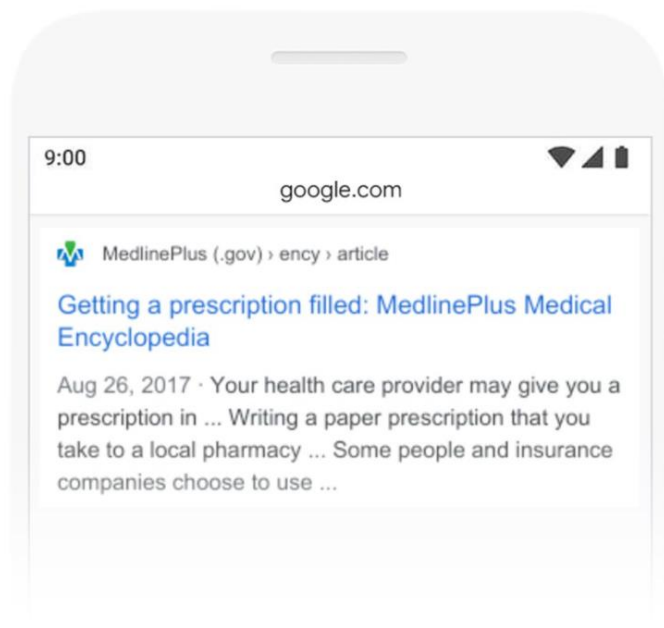 9:00
google.com
MedlinePlus (.gov) › ency › article
Getting a prescription filled: MedlinePlus Medical
Encyclopedia
Aug 26, 2017 · Your health care provider may give you a
prescription in ... Writing a paper prescription that you
take to a local pharmacy ... Some people and insurance
companies choose to use ...